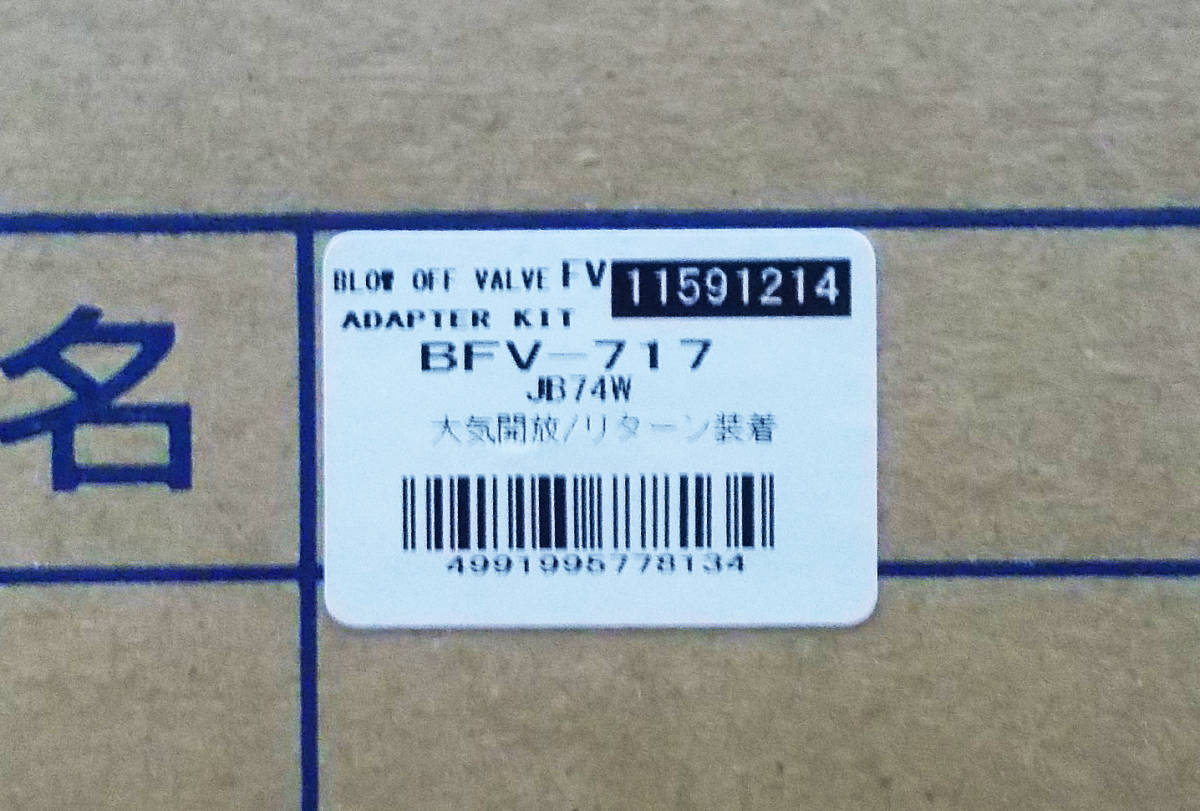 名
BLOW OFF VALVE FV 11591214
ADAPTER KIT
BFV-717
JB74W
大気開放/リターン装着
4991995778134